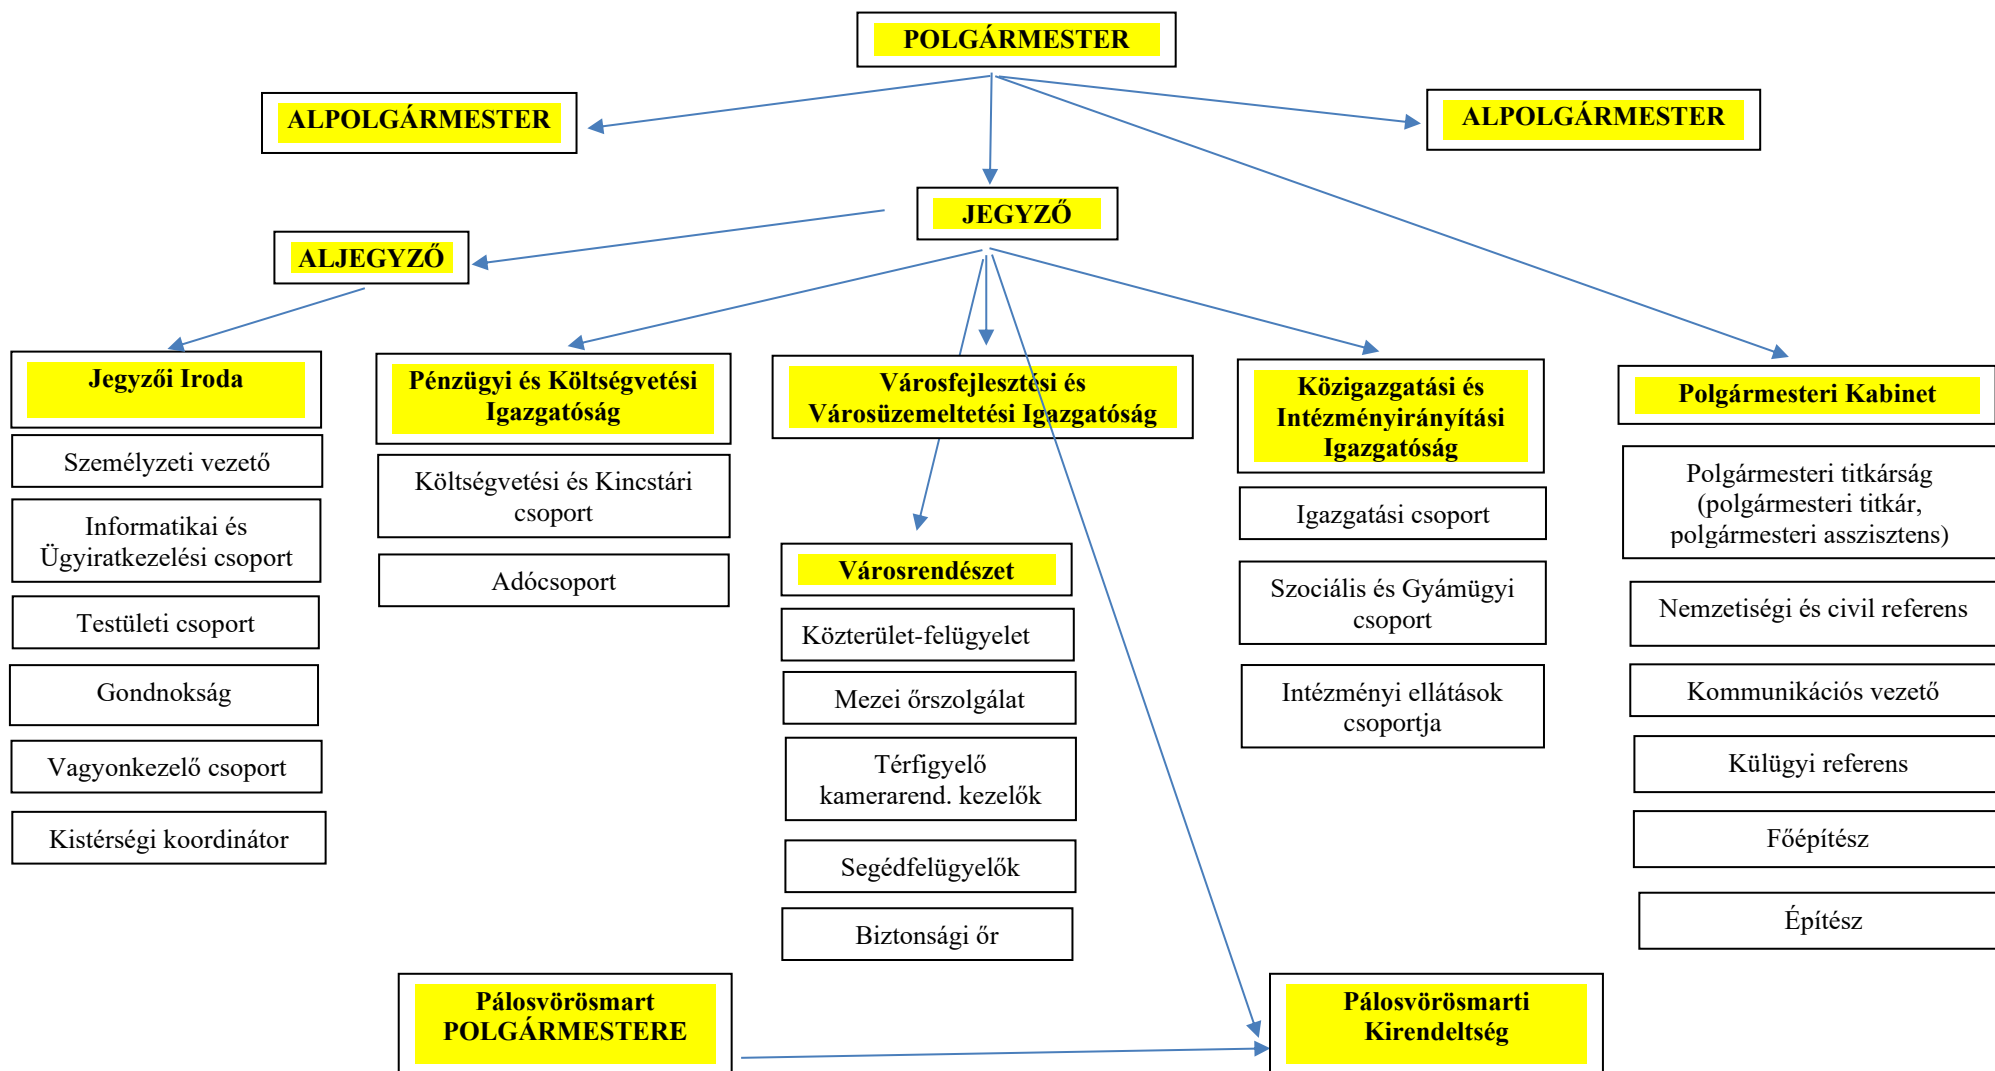 POLGÁRMESTER
ALPOLGÁRMESTER
ALPOLGÁRMESTER
JEGYZŐ
ALJEGYZŐ
Jegyzői Iroda
Személyzeti vezető
Informatikai és
Ügyiratkezelési csoport
Testületi csoport
Gondnokság
Vagyonkezelő csoport
Kistérségi koordinátor
Pénzügyi és Költségvetési
Igazgatóság
Költségvetési és Kincstári
csoport
Adócsoport
Városfejlesztési és
Városüzemeltetési Igazgatóság
Városrendészet
Közterület-felügyelet
Mezei őrszolgálat
Térfigyelő
kamerarend. kezelők
Segédfelügyelők
Biztonsági őr
Közigazgatási és
Intézményirányítási
Igazgatóság
Igazgatási csoport
Szociális és Gyámügyi
csoport
Intézményi ellátások
csoportja
Polgármesteri Kabinet
Polgármesteri titkárság
(polgármesteri titkár,
polgármesteri asszisztens)
Nemzetiségi és civil referens
Kommunikációs vezető
Külügyi referens
Főépítész
Építész
Pálosvörösmart
POLGÁRMESTERE
Pálosvörösmarti
Kirendeltség